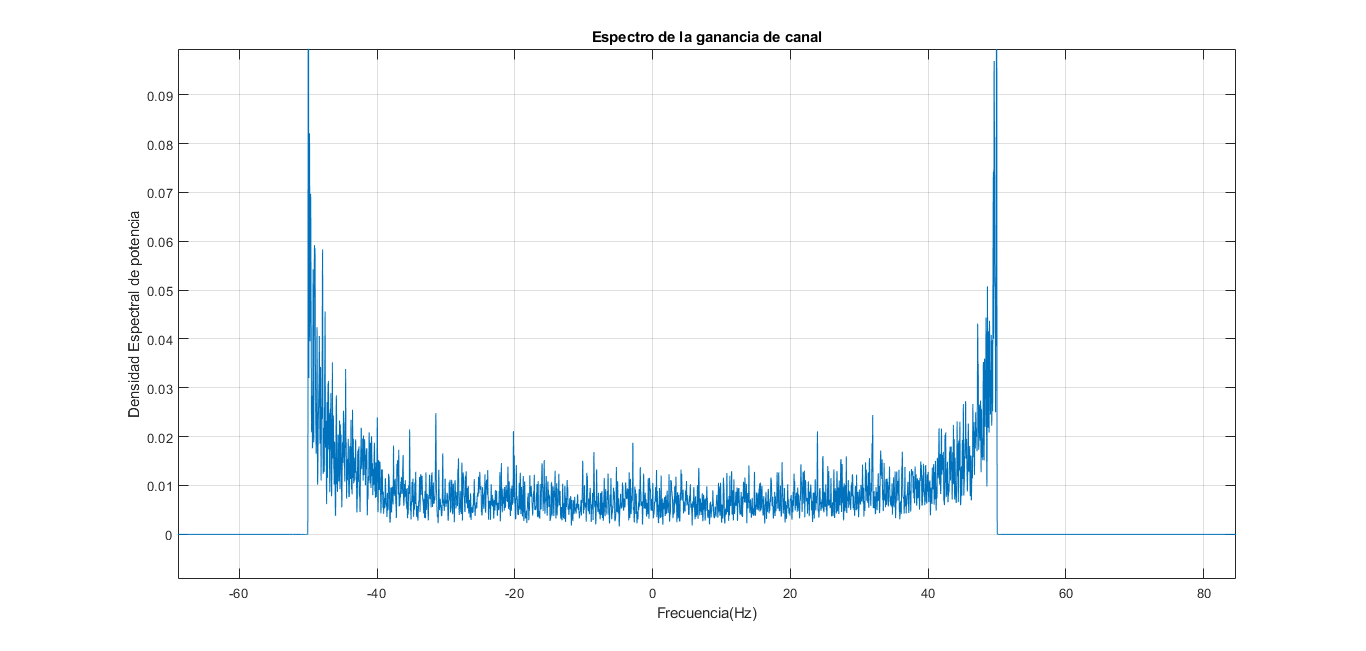 Espectro de la ganancia de canal
Densidad Espectral de potencia
0.09
0.08
0.07
0.06
0.05
0.04
0.03
0.02
0.01
0
-60 -40 -20 0 20 40 60 80
Frecuencia(Hz)